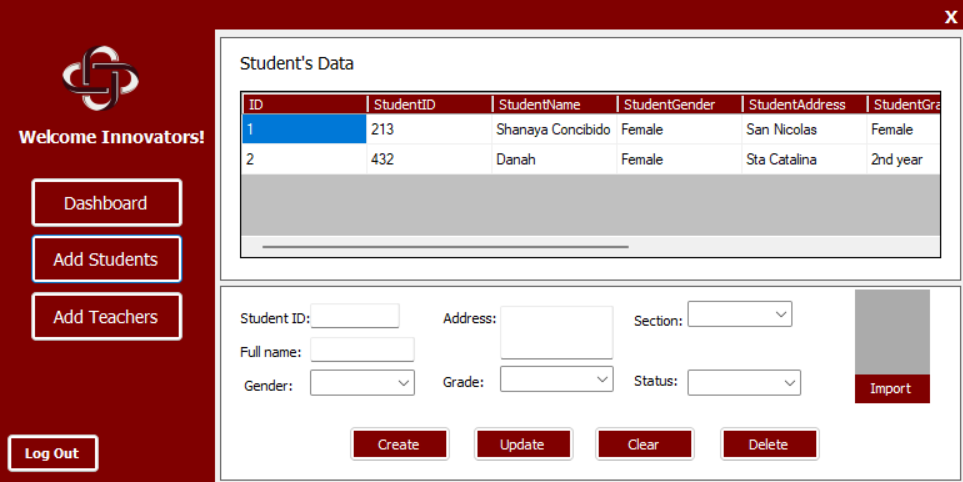 X
Welcome Innovators!
Dashboard
Add Students
Add Teachers
Log Out
Student's Data
ID StudentID StudentName StudentGender StudentAddress StudentGra
1 213 Shanaya Concibido Female San Nicolas Female
2 432 Danah Female Sta Catalina 2nd year
Student ID: Address: Section:
Full name:
Gender: Grade: Status:
Import
Create Update Clear Delete